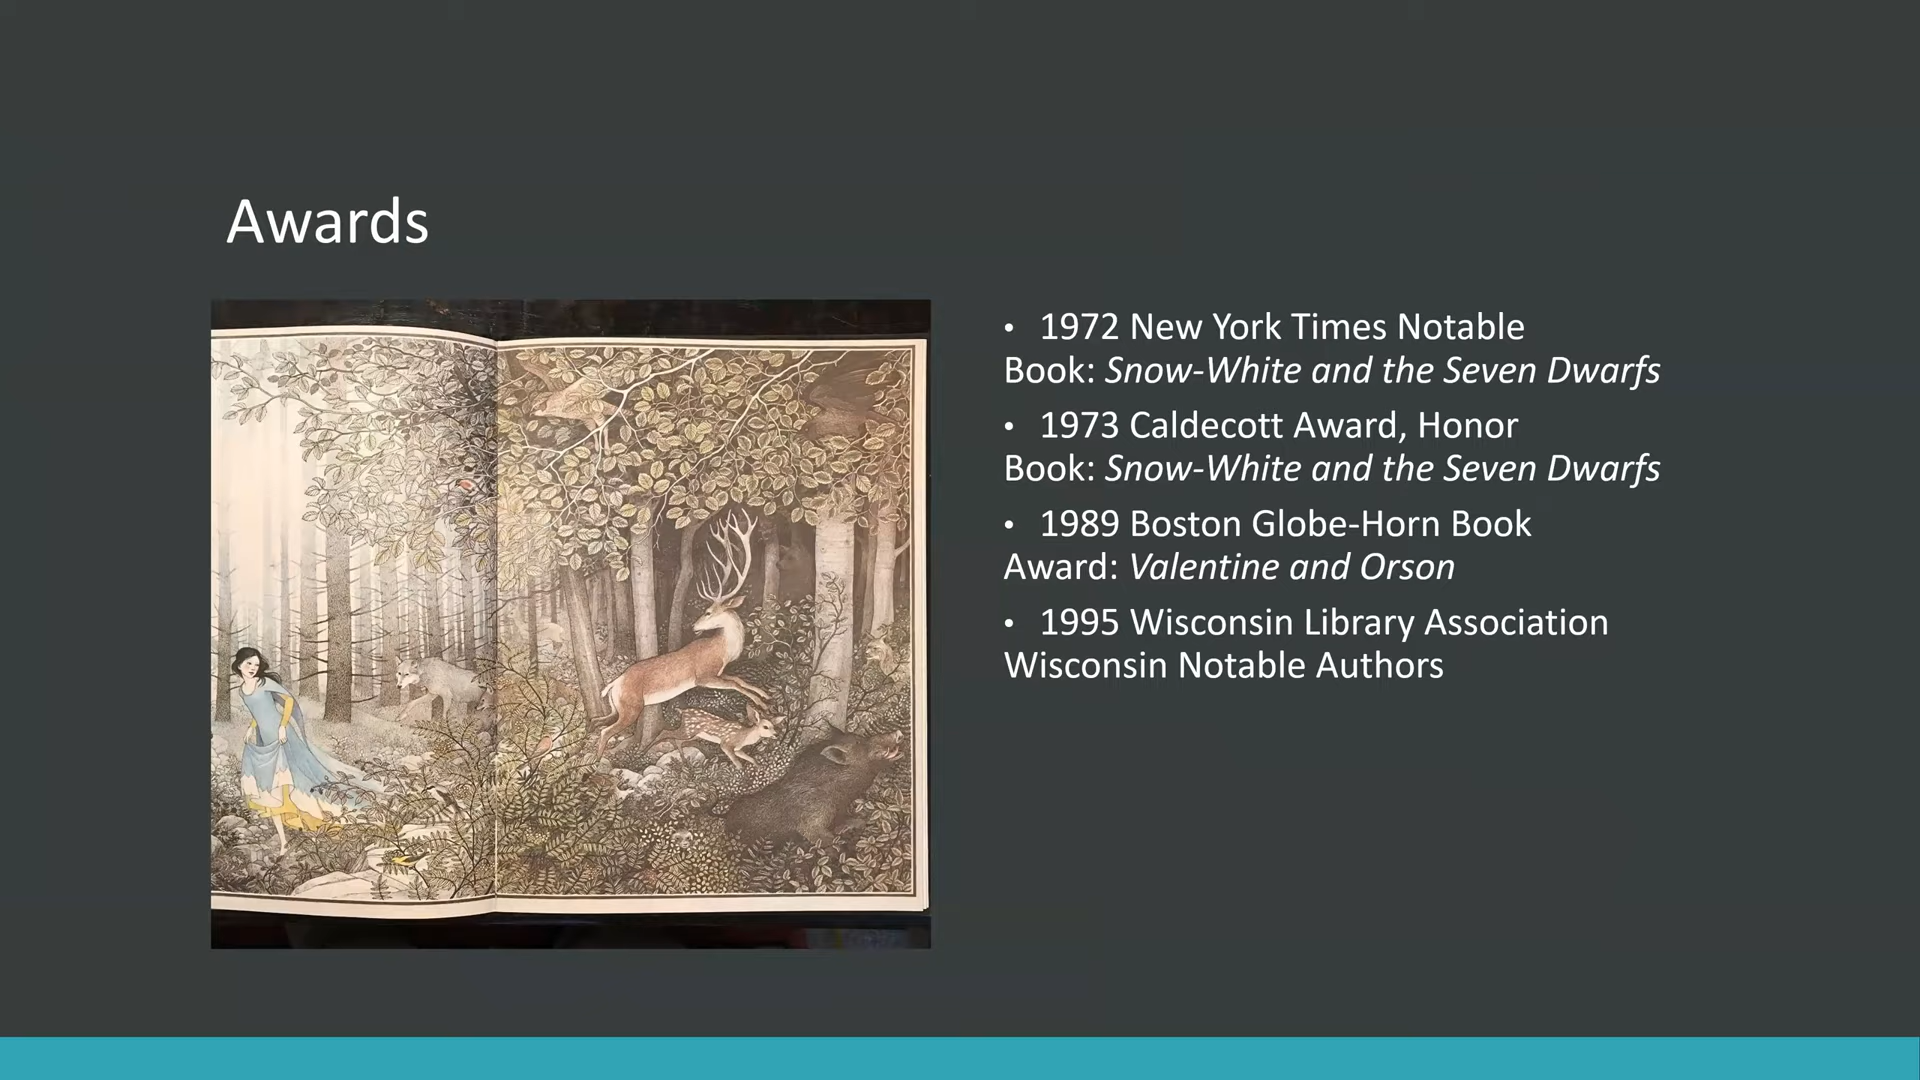 Awards
• 1972 New York Times Notable
Book: Snow-White and the Seven Dwarfs
• 1973 Caldecott Award, Honor
Book: Snow-White and the Seven Dwarfs
• 1989 Boston Globe-Horn Book
Award: Valentine and Orson
• 1995 Wisconsin Library Association
Wisconsin Notable Authors